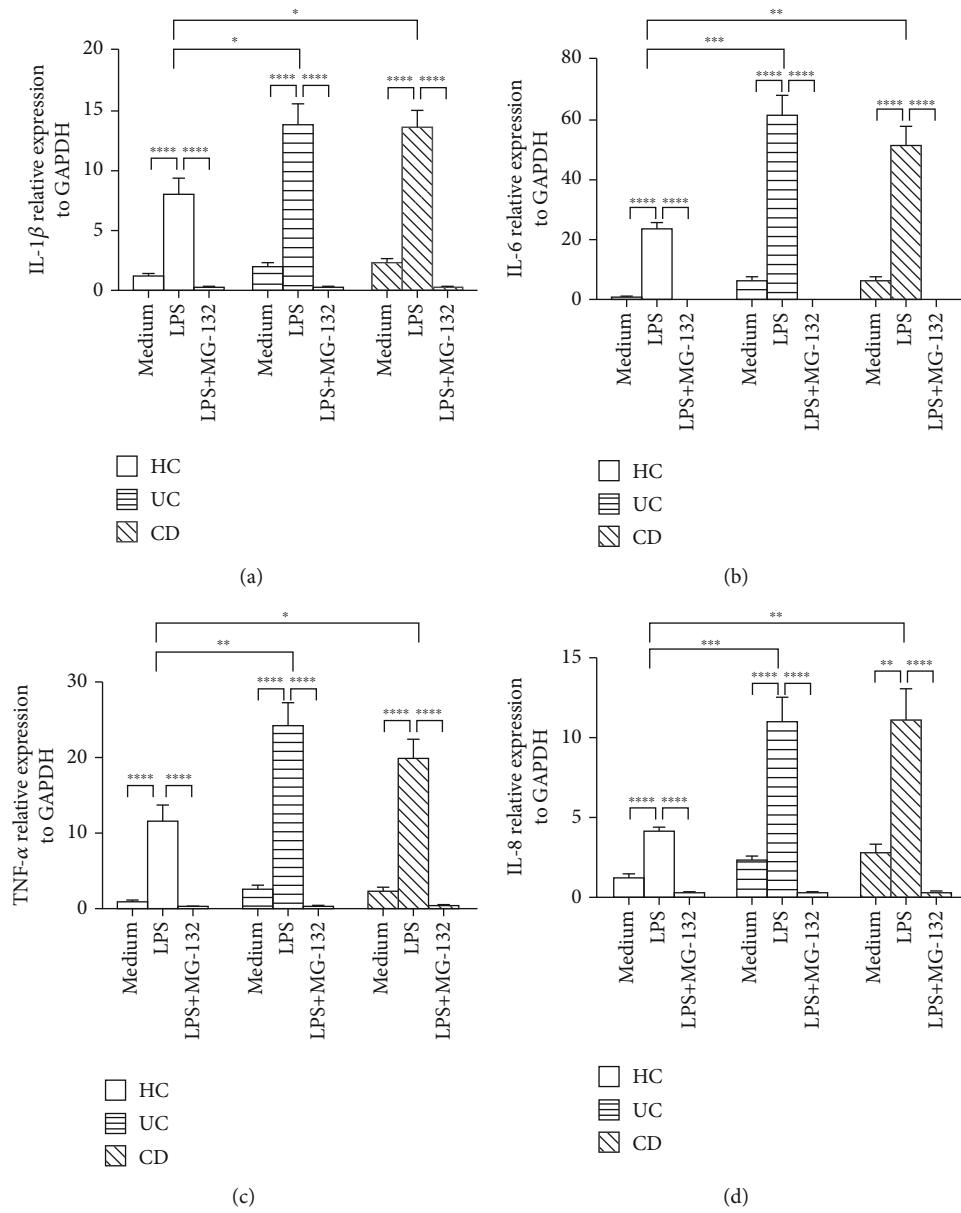 *
*
**** ****
**** ****
**** ****
20
15
10
5
0
IL-1β relative expression
to GAPDH
Medium
LPS
LPS+MG-132
Medium
LPS
LPS+MG-132
Medium
LPS
LPS+MG-132
HC
UC
CD
(a)
**
***
**** ****
**** ****
**** ****
80
60
40
20
0
IL-6 relative expression
to GAPDH
Medium
LPS
LPS+MG-132
Medium
LPS
LPS+MG-132
Medium
LPS
LPS+MG-132
HC
UC
CD
(b)
*
**
**** ****
**** ****
**** ****
30
20
10
0
TNF-α relative expression
to GAPDH
Medium
LPS
LPS+MG-132
Medium
LPS
LPS+MG-132
Medium
LPS
LPS+MG-132
HC
UC
CD
(c)
**
***
** ****
**** ****
**** ****
15
10
5
0
IL-8 relative expression
to GAPDH
Medium
LPS
LPS+MG-132
Medium
LPS
LPS+MG-132
Medium
LPS
LPS+MG-132
HC
UC
CD
(d)